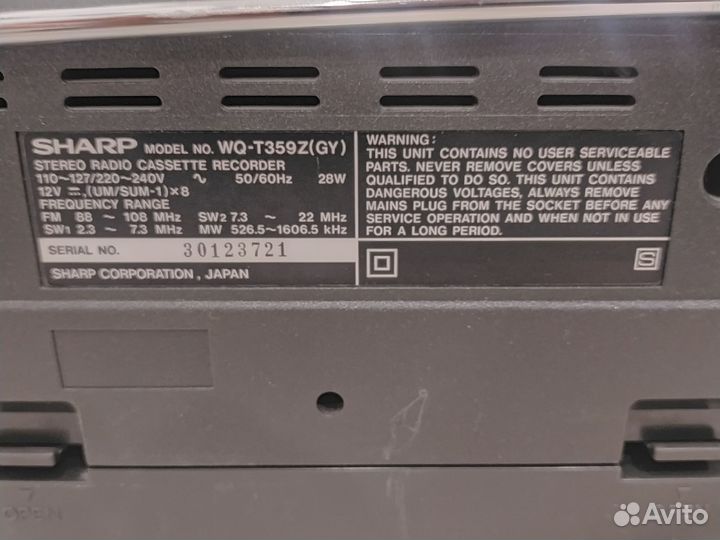 SHARP MODEL NO. WQ-T359Z(GY)
STEREO RADIO CASSETTE RECORDER
110~127/220~240V ∿ 50/60Hz 28W
12V ⎓,(UM/SUM-1)×8
FREQUENCY RANGE
FM 88 ~ 108 MHz SW2 7.3 ~ 22 MHz
SW1 2.3 ~ 7.3 MHz MW 526.5~1606.5 kHz
SERIAL NO. 30123721
SHARP CORPORATION, JAPAN
WARNING:
THIS UNIT CONTAINS NO USER SERVICEABLE
PARTS. NEVER REMOVE COVERS UNLESS
QUALIFIED TO DO SO. THIS UNIT CONTAINS
DANGEROUS VOLTAGES, ALWAYS REMOVE
MAINS PLUG FROM THE SOCKET BEFORE ANY
SERVICE OPERATION AND WHEN NOT IN USE
FOR A LONG PERIOD.
S
OPEN
Avito